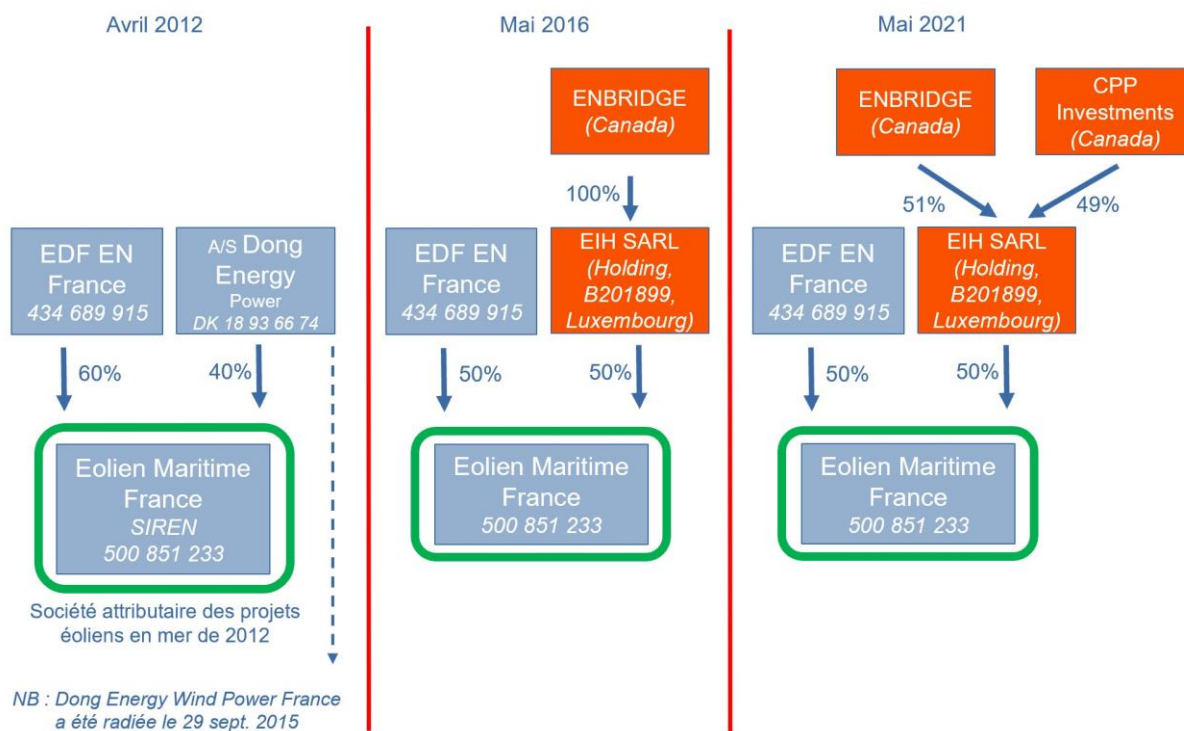 Avril 2012
EDF EN
France
434 689 915
A/S Dong
Energy
Power
DK 18 93 66 74
60%
40%
Eolien Maritime
France
SIREN
500 851 233
Société attributaire des projets
éoliens en mer de 2012
NB : Dong Energy Wind Power France
a été radiée le 29 sept. 2015
Mai 2016
ENBRIDGE
(Canada)
100%
EDF EN
France
434 689 915
EIH SARL
(Holding,
B201899,
Luxembourg)
50%
50%
Eolien Maritime
France
500 851 233
Mai 2021
ENBRIDGE
(Canada)
CPP
Investments
(Canada)
51%
49%
EDF EN
France
434 689 915
EIH SARL
(Holding,
B201899,
Luxembourg)
50%
50%
Eolien Maritime
France
500 851 233